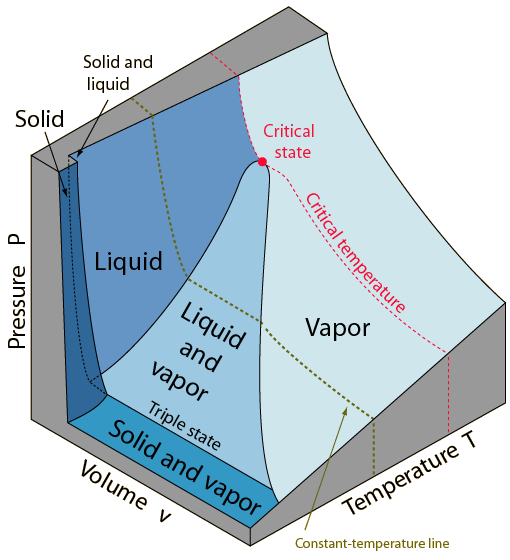 Solid and
liquid
Solid
Critical
state
Critical temperature
Pressure P
Liquid
Liquid
and
vapor
Vapor
Triple state
Solid and vapor
Volume v
Temperature T
Constant-temperature line